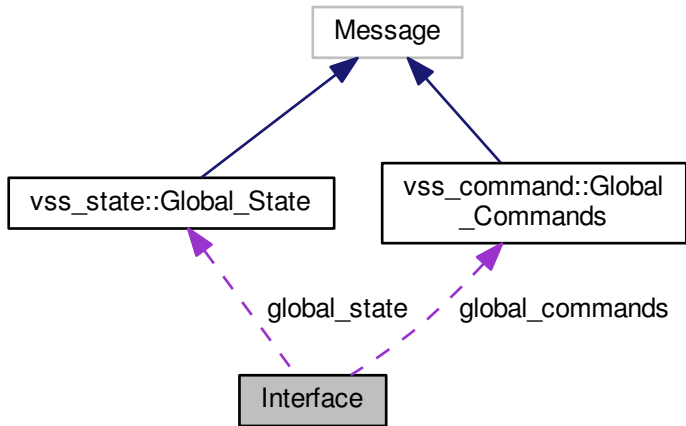 Message
vss_state::Global_State
vss_command::Global
_Commands
global_state
global_commands
Interface